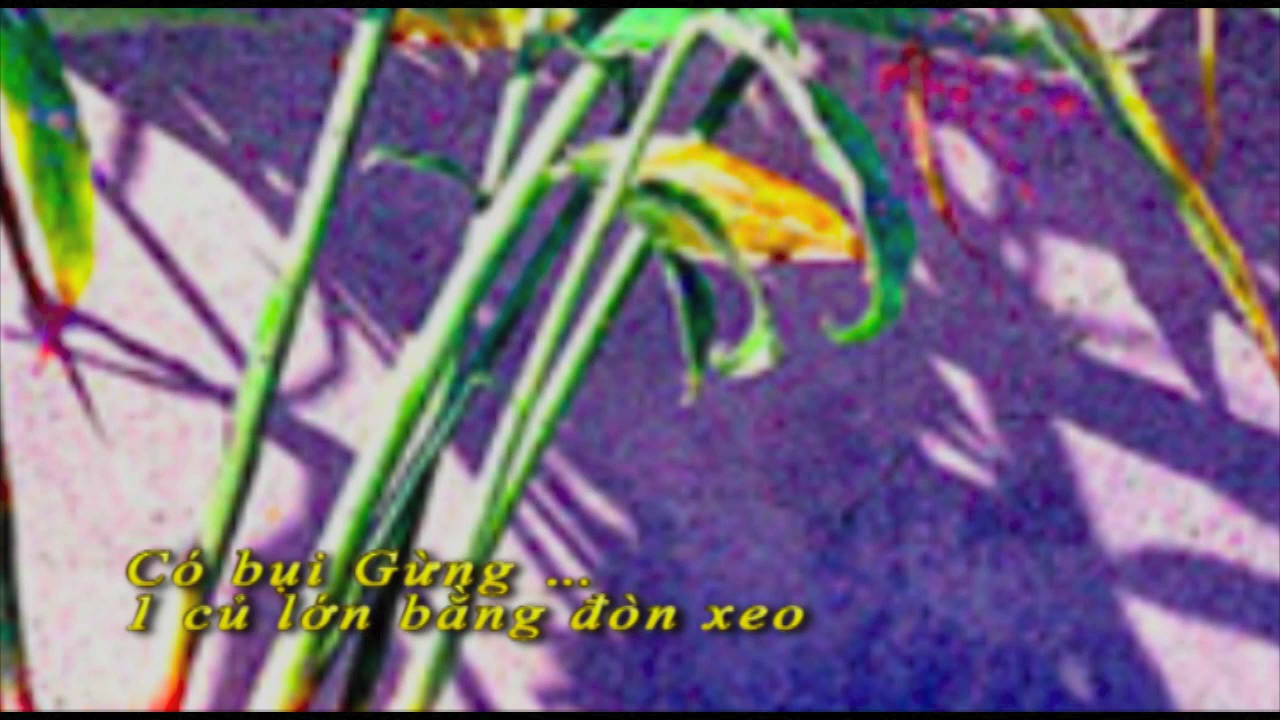 Có bụi Gừng ...
1 củ lớn bằng đòn xeo